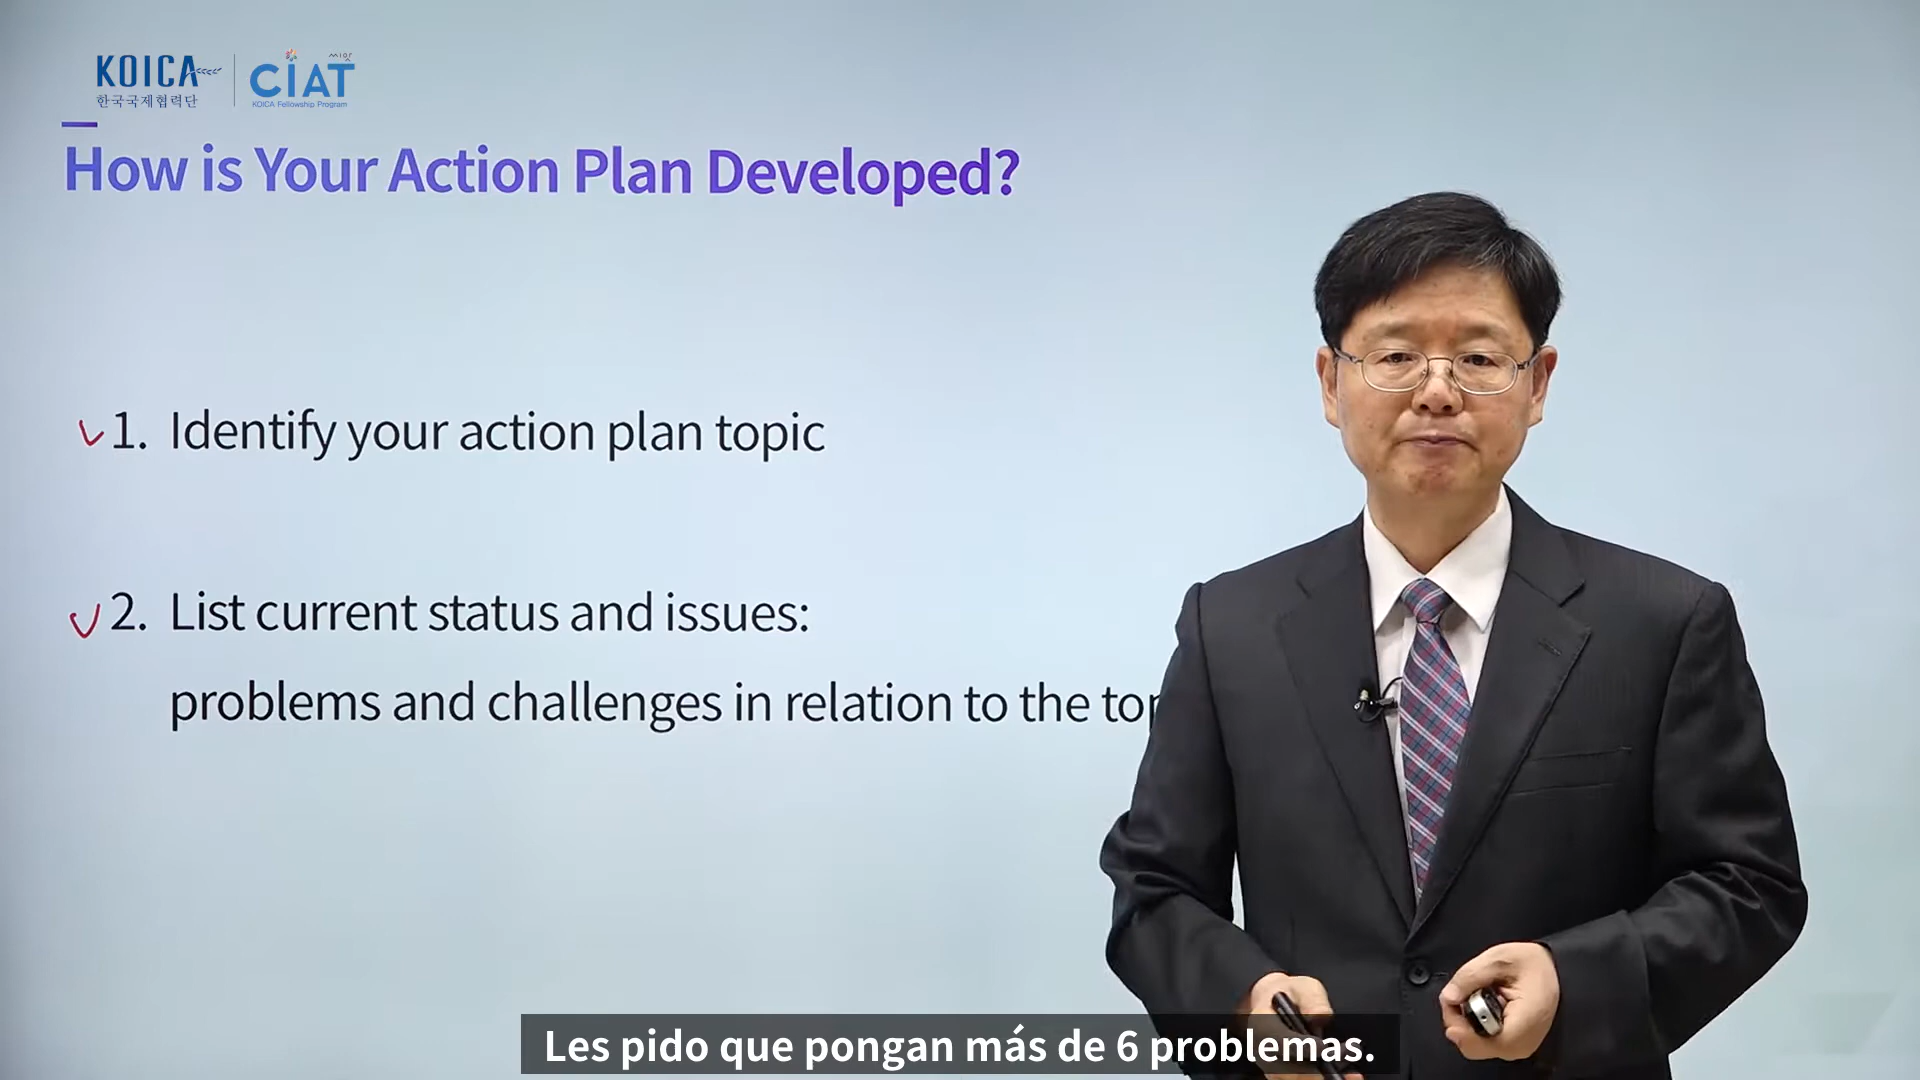 KOICA
한국국제협력단
씨앗
CIAT
KOICA Fellowship Program
How is Your Action Plan Developed?
1. Identify your action plan topic
2. List current status and issues:
problems and challenges in relation to the
Les pido que pongan más de 6 problemas.